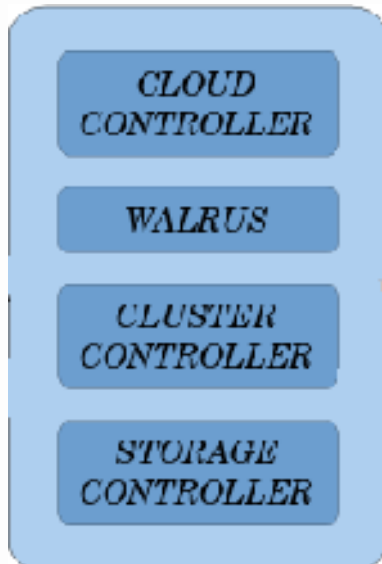 CLOUD
CONTROLLER
WALRUS
CLUSTER
CONTROLLER
STORAGE
CONTROLLER